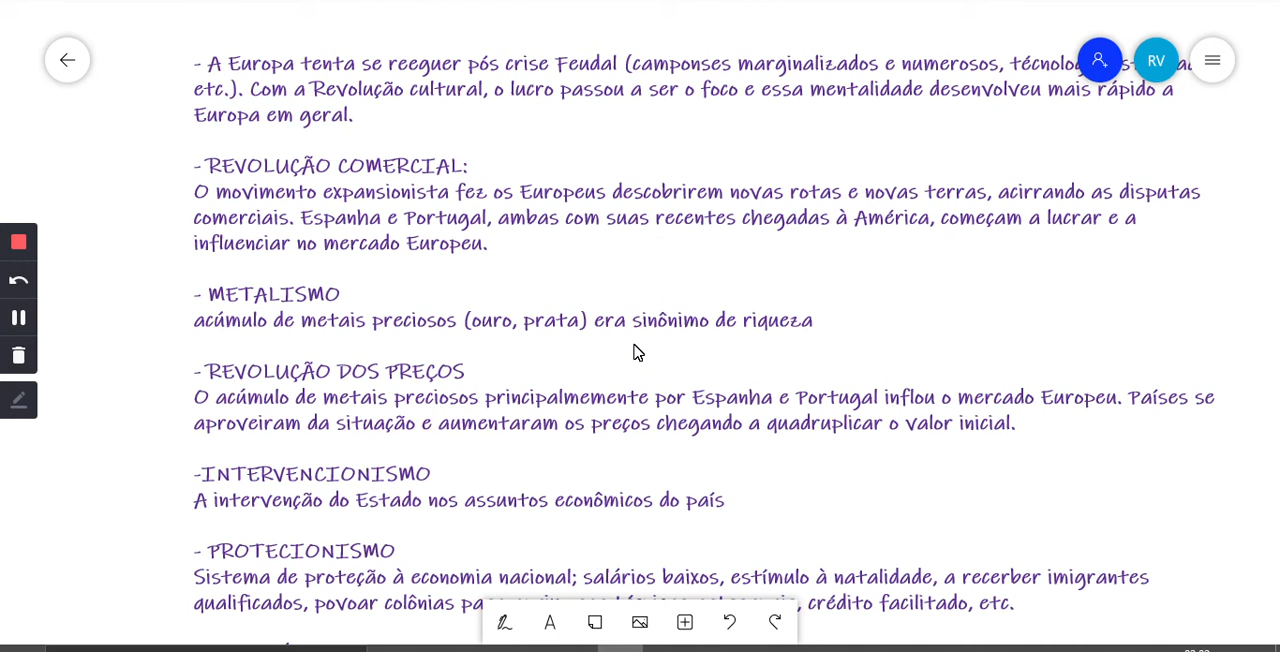 - A Europa tenta se reeguer pós crise Feudal (camponses marginalizados e numerosos,
etc.). Com a Revolução cultural, o lucro passou a ser o foco e essa mentalidade desenvolveu mais rápido a
Europa em geral.
RV
- REVOLUÇÃO COMERCIAL:
O movimento expansionista fez os Europeus descobrirem novas rotas e novas terras, acirrando as disputas
comerciais. Espanha e Portugal, ambas com suas recentes chegadas à América, começam a lucrar e a
influenciar no mercado Europeu.
- METALISMO
acúmulo de metais preciosos (ouro, prata) era sinônimo de riqueza
- REVOLUÇÃO DOS PREÇOS
O acúmulo de metais preciosos principalmemente por Espanha e Portugal inflou o mercado Europeu. Países se
aproveiram da situação e aumentaram os preços chegando a quadruplicar o valor inicial.
-INTERVENCIONISMO
A intervenção do Estado nos assuntos econômicos do país
- PROTECIONISMO
Sistema de proteção à economia nacional; salários baixos, estímulo à natalidade, a recerber imigrantes
qualificados, povoar colônias crédito facilitado, etc.